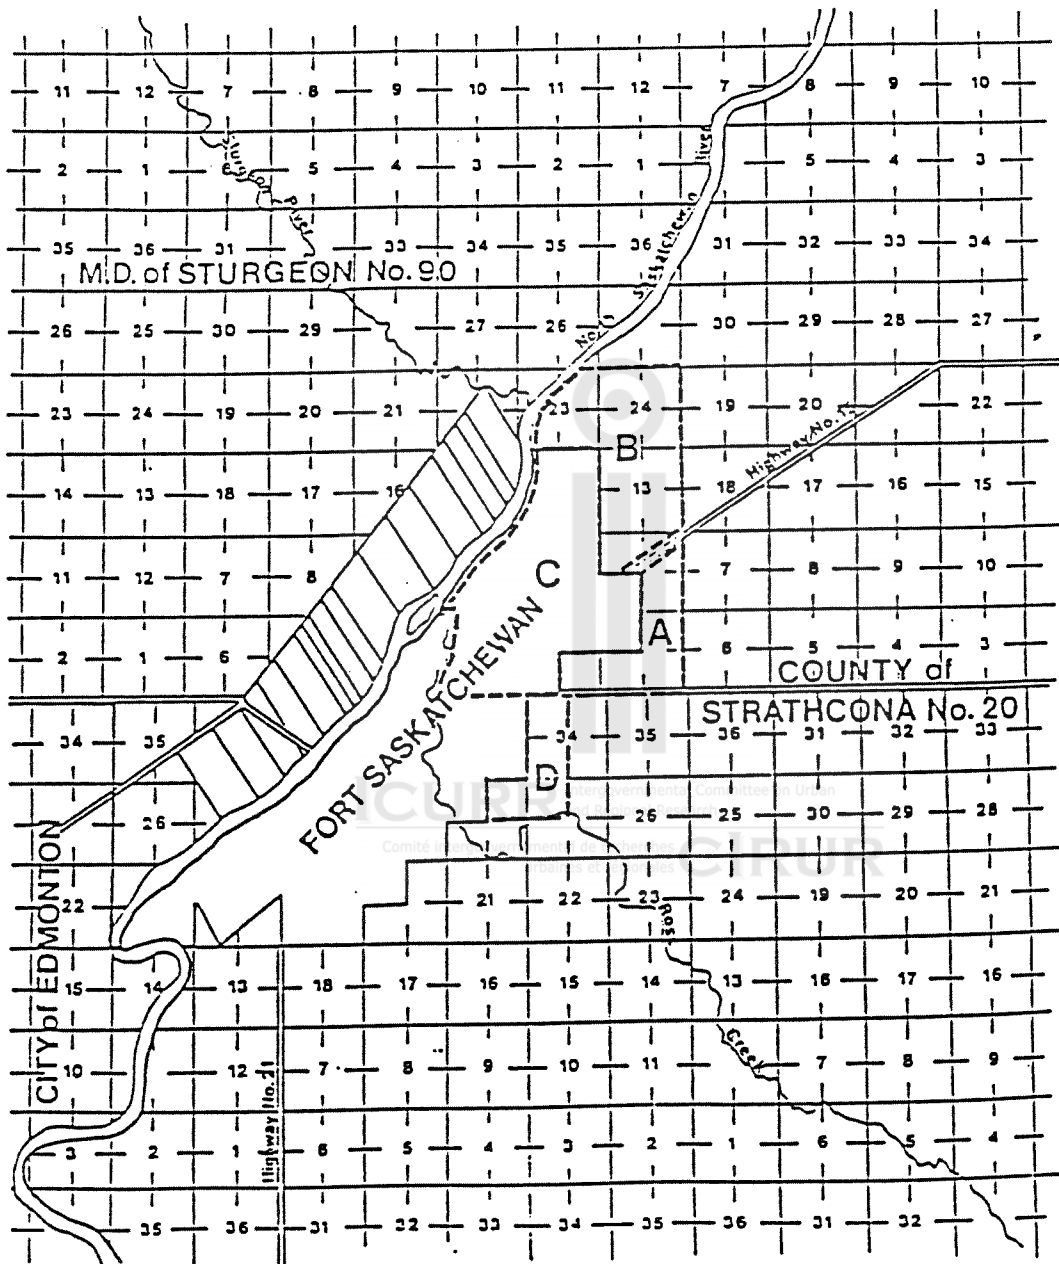 11 12 7 8 9 10 11 12 7 8 9 10
2 1 6 5 4 3 2 1 5 4 3
Sturgeon River
35 36 31 33 34 35 36 31 32 33 34
M.D. of STURGEON No. 90
No. Saskatchewan River
26 25 30 29 27 26 30 29 28 27
23 24 19 20 21 23 24 19 20 22
B
Highway No. 15
14 13 18 17 16 13 18 17 16 15
C
11 12 7 8 7 8 9 10
A
2 1 6 6 5 4 3
FORT SASKATCHEWAN
COUNTY of
STRATHCONA No. 20
34 35 34 35 36 31 32 33
D
ICURR Intergovernmental Committee on Urban
and Regional Research
26 26 25 30 29 28
Comité intergouvernemental de recherches
urbaines et régionales CIRUR
CITY of EDMONTON
22 21 22 23 24 19 20 21
Ross Creek
15 14 13 18 17 16 15 14 13 16 17 16
10 12 7 8 9 10 11 7 8 9
Highway No. 21
3 2 1 6 5 4 3 2 1 6 5 4
35 36 31 32 33 34 35 36 31 32